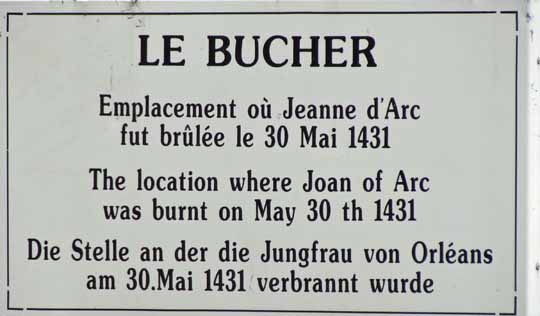 LE BUCHER
Emplacement où Jeanne d'Arc
fut brûlée le 30 Mai 1431
The location where Joan of Arc
was burnt on May 30 th 1431
Die Stelle an der die Jungfrau von Orléans
am 30.Mai 1431 verbrannt wurde